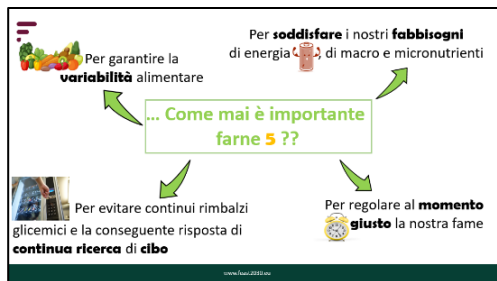 Per garantire la
variabilità alimentare
Per soddisfare i nostri fabbisogni
di energia , di macro e micronutrienti
... Come mai è importante
farne 5 ??
Per evitare continui rimbalzi
glicemici e la conseguente risposta di
continua ricerca di cibo
Per regolare al momento
giusto la nostra fame